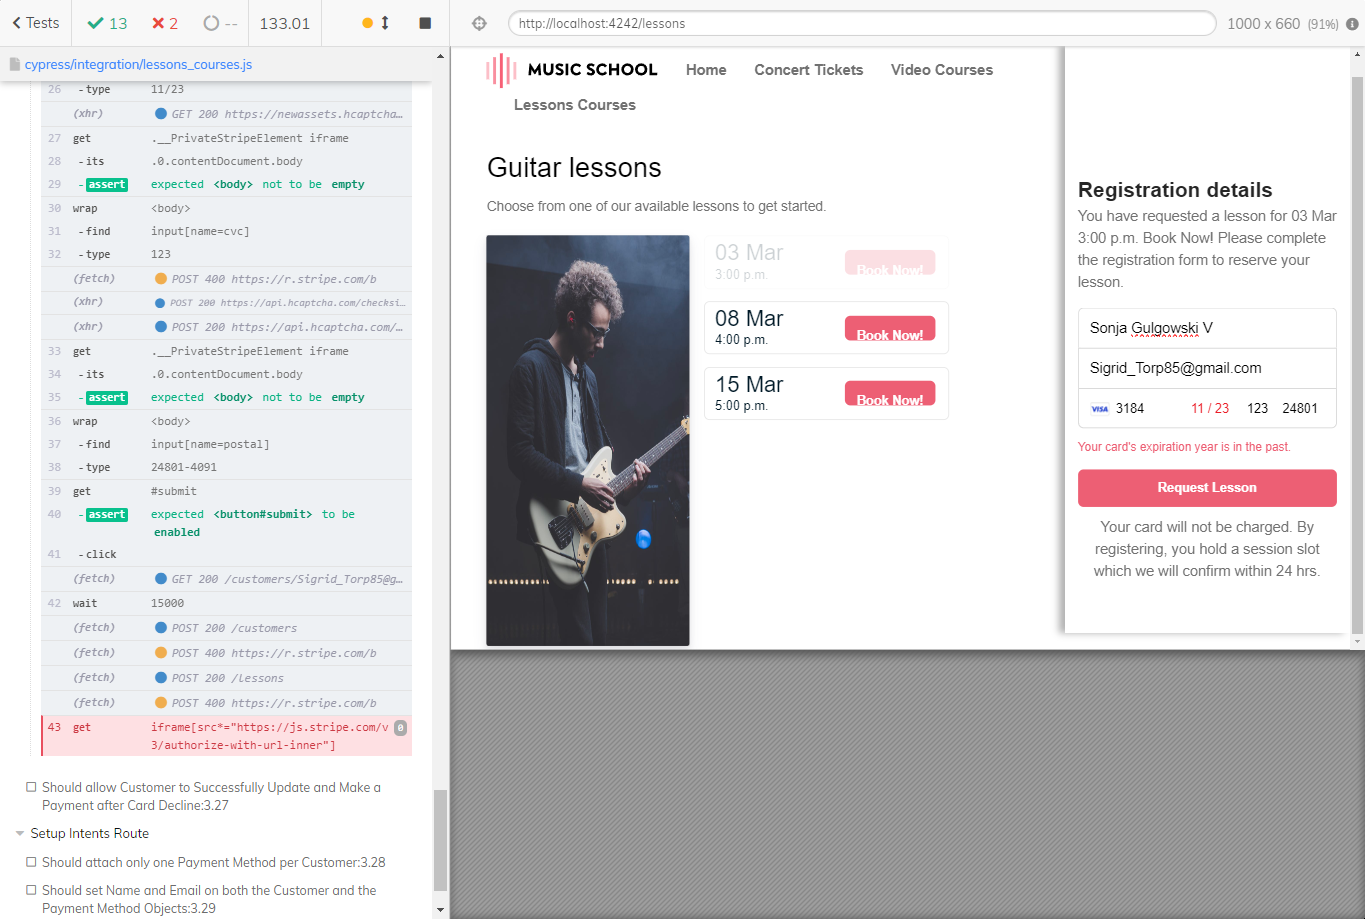 Tests
13
2
--
133.01
http://localhost:4242/lessons
1000 x 660 (91%)
cypress/integration/lessons_courses.js
26 -type 11/23
(xhr) GET 200 https://newassets.hcaptcha…
27 get .__PrivateStripeElement iframe
28 -its .0.contentDocument.body
29 -assert expected <body> not to be empty
30 wrap <body>
31 -find input[name=cvc]
32 -type 123
(fetch) POST 400 https://r.stripe.com/b
(xhr) POST 200 https://api.hcaptcha.com/checksi…
(xhr) POST 200 https://api.hcaptcha.com/…
33 get .__PrivateStripeElement iframe
34 -its .0.contentDocument.body
35 -assert expected <body> not to be empty
36 wrap <body>
37 -find input[name=postal]
38 -type 24801-4091
39 get #submit
40 -assert expected <button#submit> to be
enabled
41 -click
(fetch) GET 200 /customers/Sigrid_Torp85@g…
42 wait 15000
(fetch) POST 200 /customers
(fetch) POST 400 https://r.stripe.com/b
(fetch) POST 200 /lessons
(fetch) POST 400 https://r.stripe.com/b
43 get iframe[src*="https://js.stripe.com/v
3/authorize-with-url-inner"]
0
Should allow Customer to Successfully Update and Make a
Payment after Card Decline:3.27
Setup Intents Route
Should attach only one Payment Method per Customer:3.28
Should set Name and Email on both the Customer and the
Payment Method Objects:3.29
MUSIC SCHOOL
Home
Concert Tickets
Video Courses
Lessons Courses
Guitar lessons
Choose from one of our available lessons to get started.
03 Mar
3:00 p.m.
Book Now!
08 Mar
4:00 p.m.
Book Now!
15 Mar
5:00 p.m.
Book Now!
Registration details
You have requested a lesson for 03 Mar
3:00 p.m. Book Now! Please complete
the registration form to reserve your
lesson.
Sonja Gulgowski V
Sigrid_Torp85@gmail.com
VISA 3184 11 / 23 123 24801
Your card's expiration year is in the past.
Request Lesson
Your card will not be charged. By
registering, you hold a session slot
which we will confirm within 24 hrs.